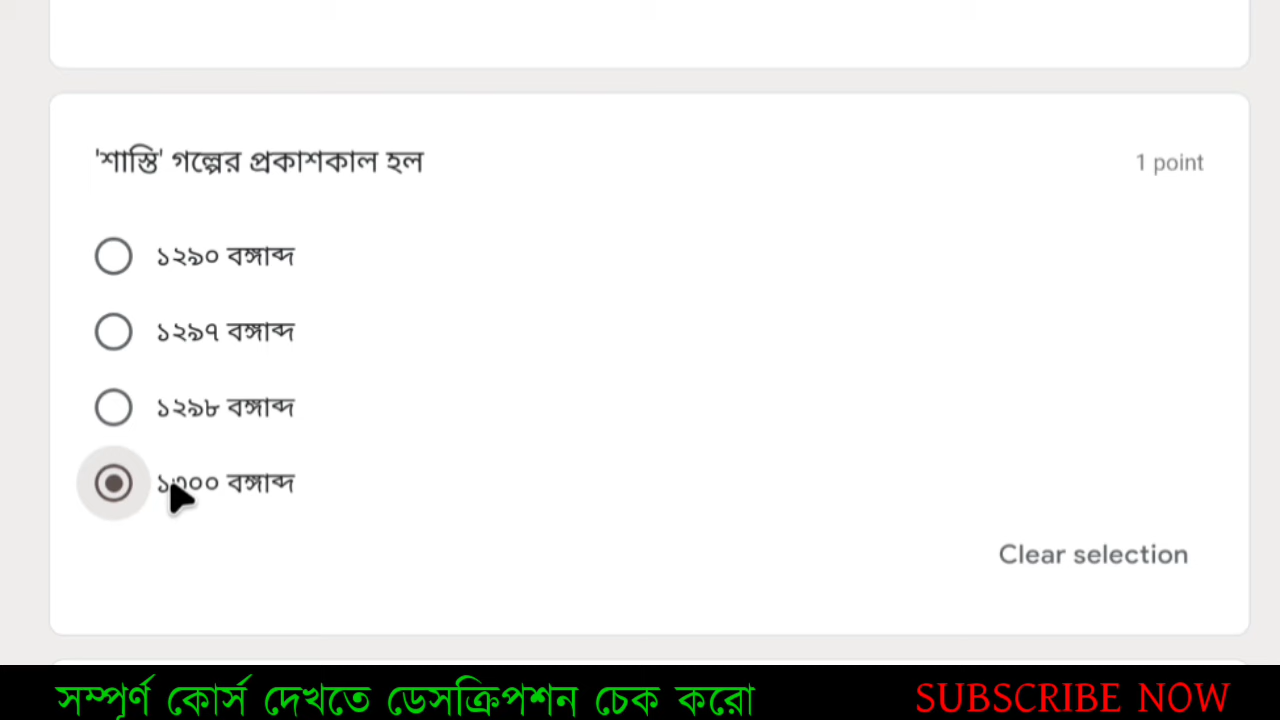 'শাস্তি' গল্পের প্রকাশকাল হল
1 point
১২৯০ বঙ্গাব্দ
১২৯৭ বঙ্গাব্দ
১২৯৮ বঙ্গাব্দ
১৩০০ বঙ্গাব্দ
Clear selection
সম্পূর্ণ কোর্স দেখতে ডেসক্রিপশন চেক করো
SUBSCRIBE NOW